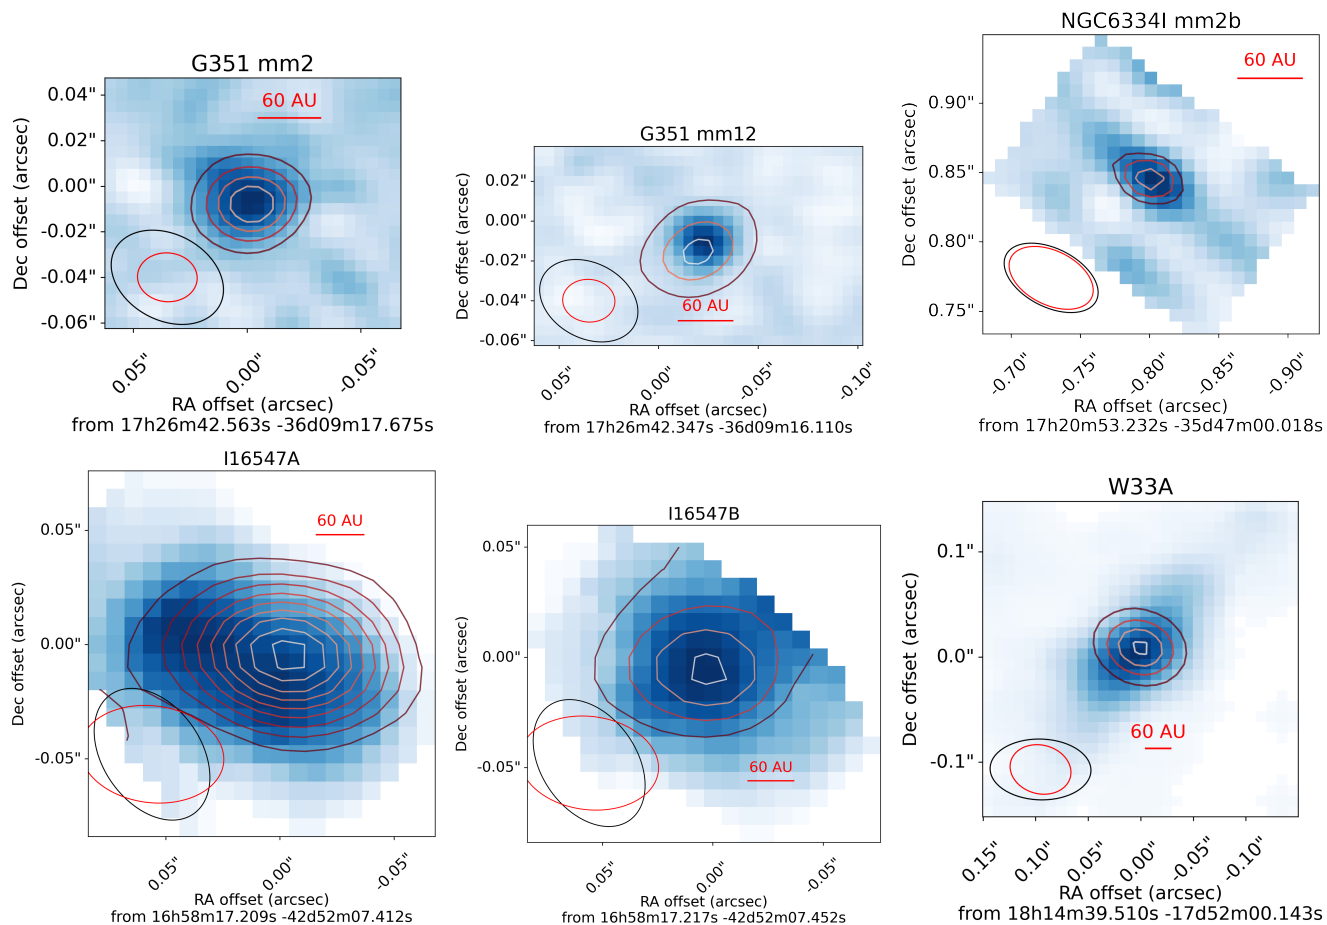 G351 mm2
60 AU
0.04"
0.02"
0.00"
-0.02"
-0.04"
-0.06"
Dec offset (arcsec)
0.05"
0.00"
-0.05"
RA offset (arcsec)
from 17h26m42.563s -36d09m17.675s
G351 mm12
0.02"
0.00"
-0.02"
-0.04"
-0.06"
Dec offset (arcsec)
60 AU
0.05"
0.00"
-0.05"
-0.10"
RA offset (arcsec)
from 17h26m42.347s -36d09m16.110s
NGC6334I mm2b
60 AU
0.90"
0.85"
0.80"
0.75"
Dec offset (arcsec)
-0.70"
-0.75"
-0.80"
-0.85"
-0.90"
RA offset (arcsec)
from 17h20m53.232s -35d47m00.018s
I16547A
60 AU
0.05"
0.00"
-0.05"
Dec offset (arcsec)
0.05"
0.00"
-0.05"
RA offset (arcsec)
from 16h58m17.209s -42d52m07.412s
I16547B
0.05"
0.00"
-0.05"
Dec offset (arcsec)
60 AU
0.05"
0.00"
-0.05"
RA offset (arcsec)
from 16h58m17.217s -42d52m07.452s
W33A
0.1"
0.0"
-0.1"
Dec offset (arcsec)
60 AU
0.15"
0.10"
0.05"
0.00"
-0.05"
-0.10"
RA offset (arcsec)
from 18h14m39.510s -17d52m00.143s